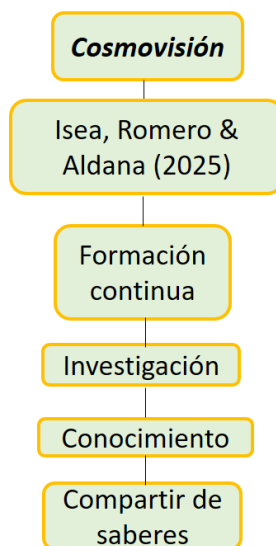 Cosmovisión
Isea, Romero &
Aldana (2025)
Formación
continua
Investigación
Conocimiento
Compartir de
saberes